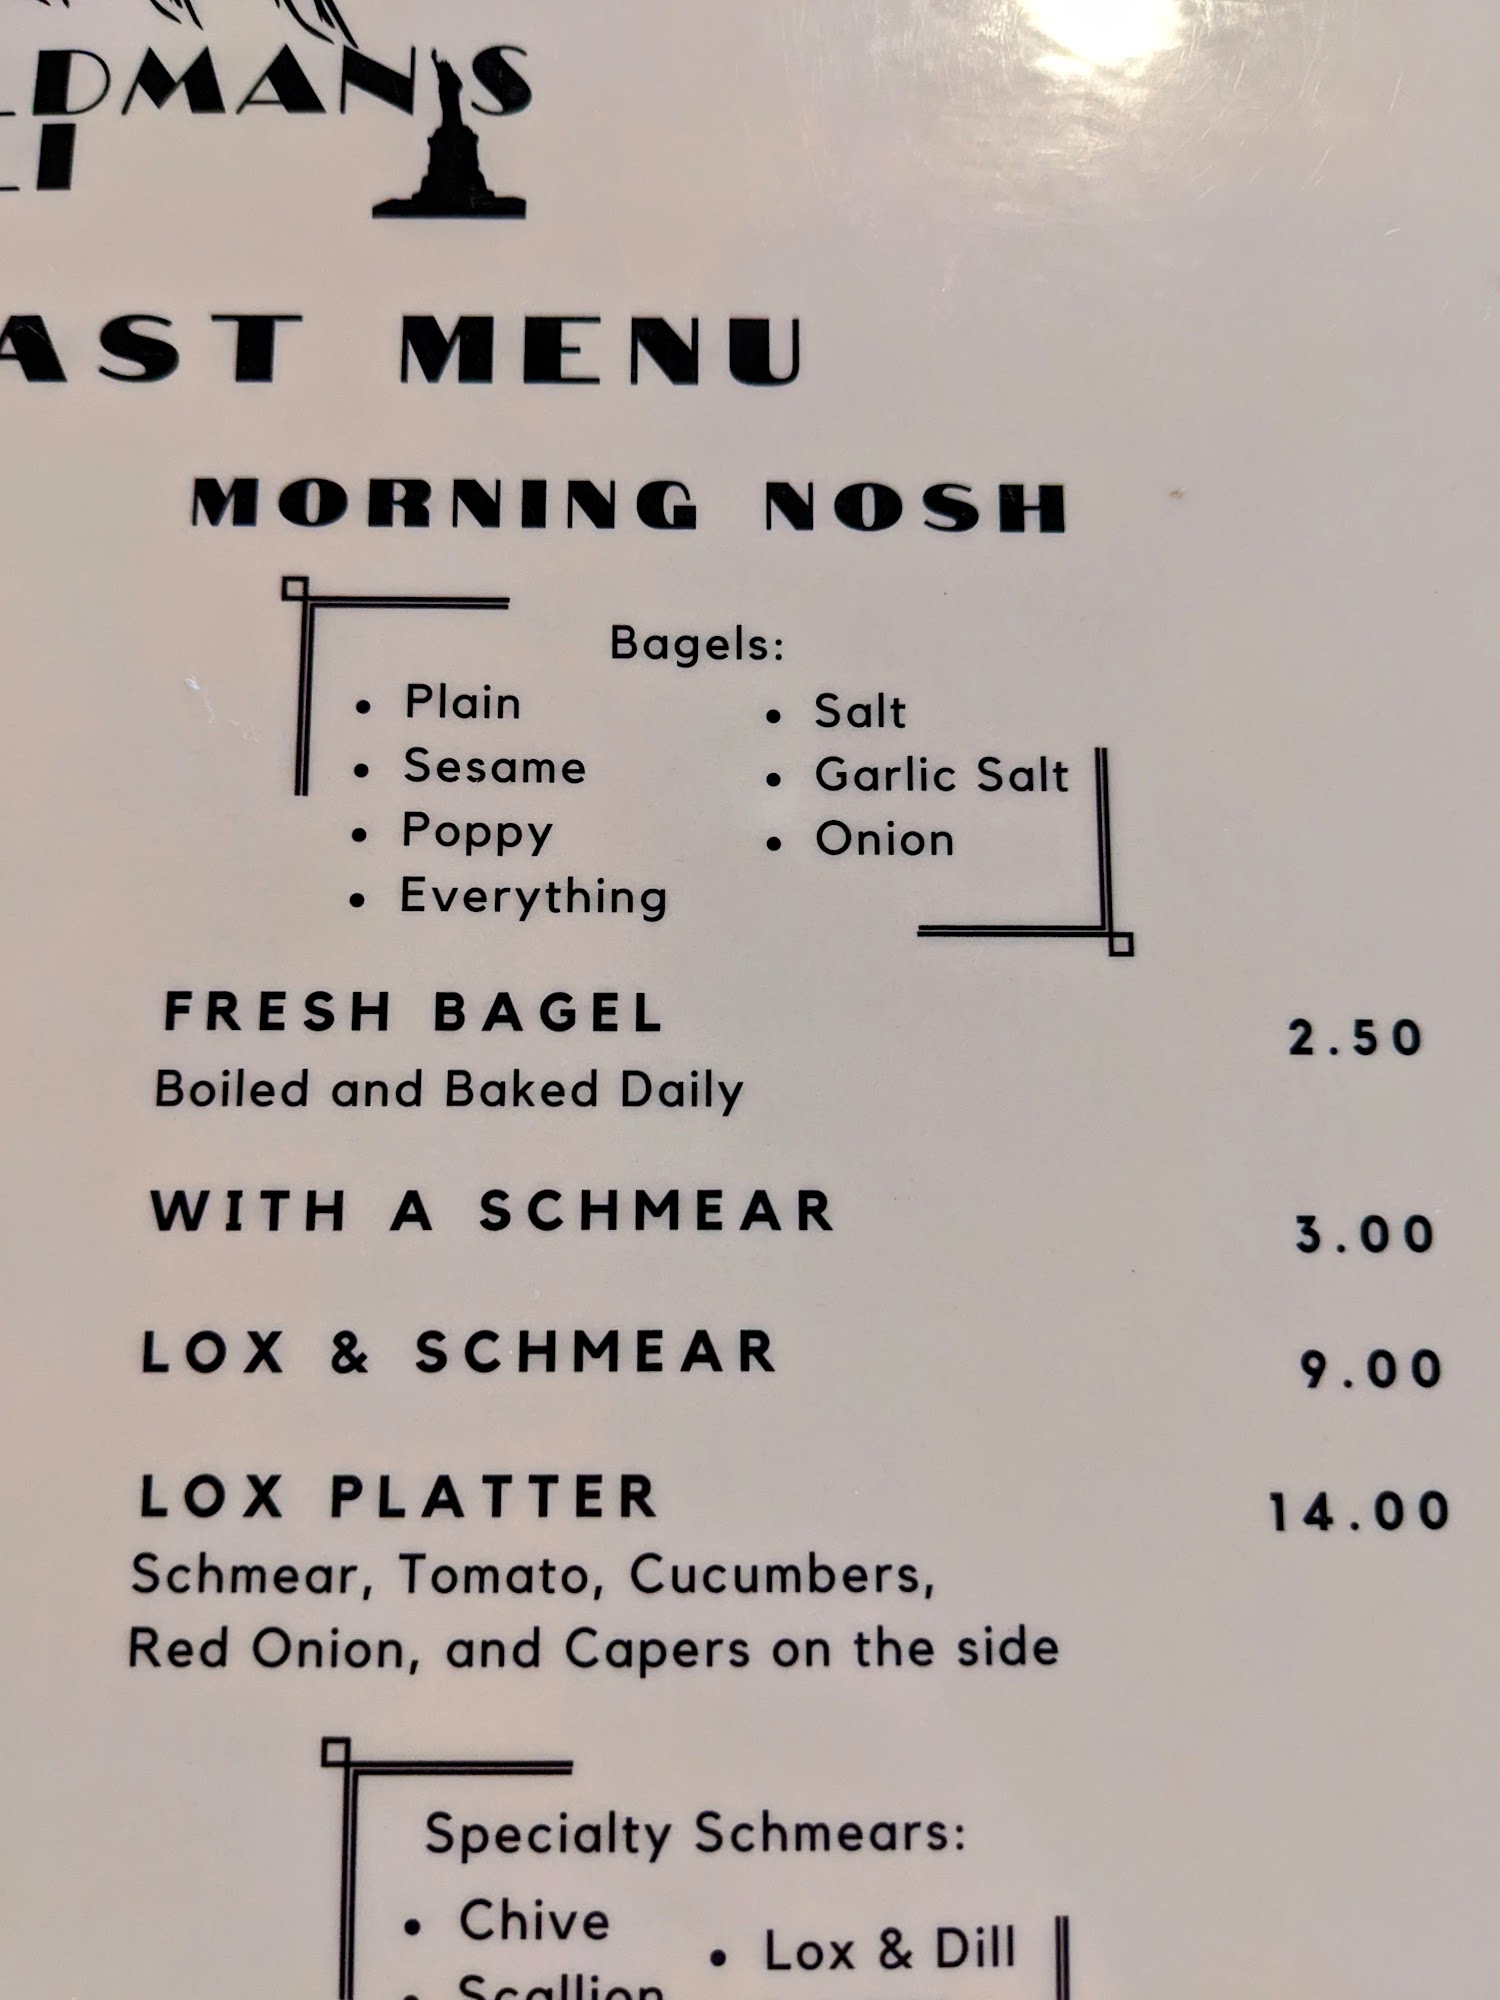 LDMAN'S
LI
AST MENU
MORNING NOSH
Bagels:
• Plain
• Sesame
• Poppy
• Everything
• Salt
• Garlic Salt
• Onion
FRESH BAGEL 2.50
Boiled and Baked Daily
WITH A SCHMEAR 3.00
LOX & SCHMEAR 9.00
LOX PLATTER 14.00
Schmear, Tomato, Cucumbers,
Red Onion, and Capers on the side
Specialty Schmears:
• Chive
• Scallion
• Lox & Dill